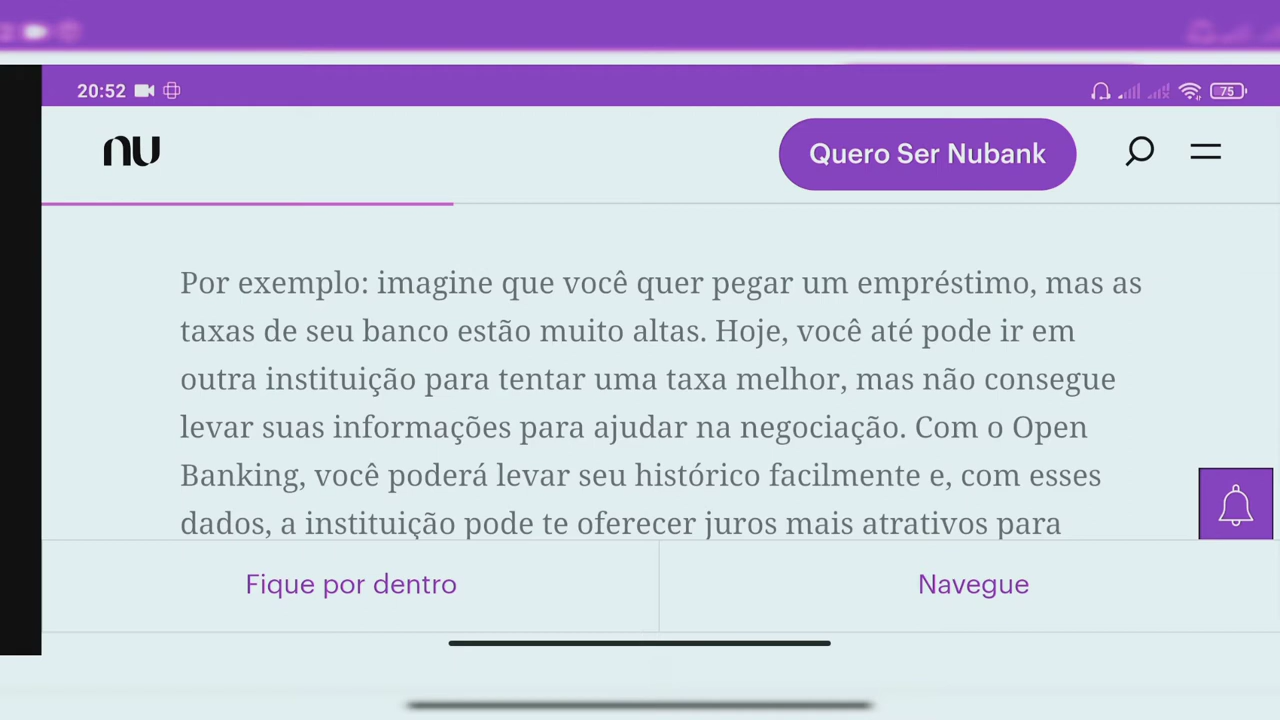 20:52
75
nu
Quero Ser Nubank
Por exemplo: imagine que você quer pegar um empréstimo, mas as
taxas de seu banco estão muito altas. Hoje, você até pode ir em
outra instituição para tentar uma taxa melhor, mas não consegue
levar suas informações para ajudar na negociação. Com o Open
Banking, você poderá levar seu histórico facilmente e, com esses
dados, a instituição pode te oferecer juros mais atrativos para
Fique por dentro
Navegue